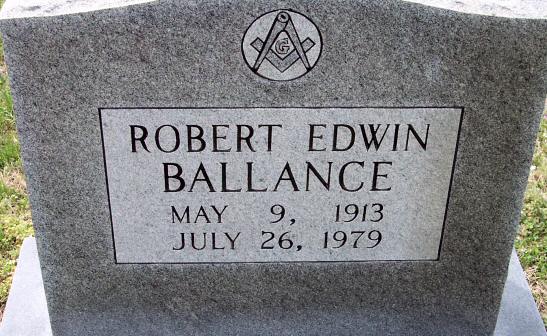 G
ROBERT EDWIN
BALLANCE
MAY 9, 1913
JULY 26, 1979